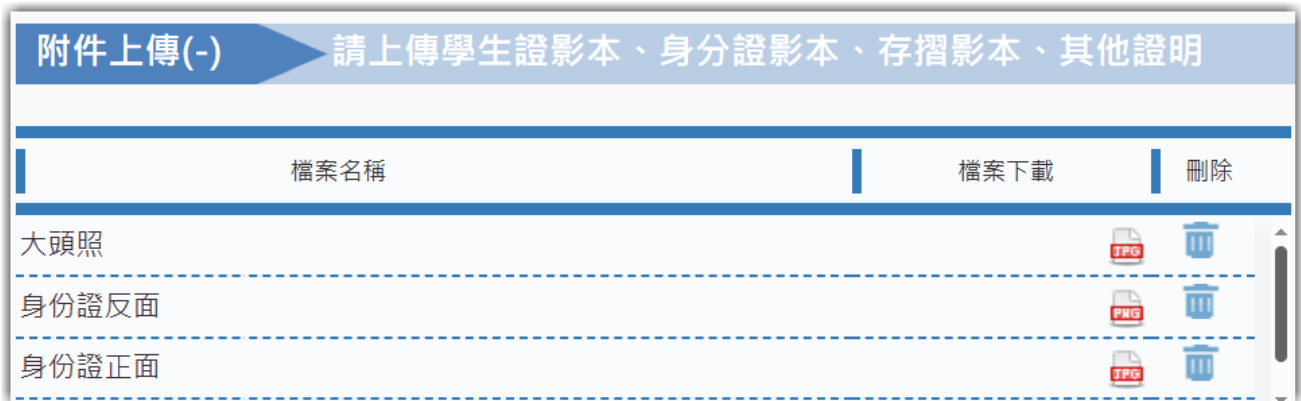 附件上傳(-) 請上傳學生證影本、身分證影本、存摺影本、其他證明
檔案名稱 檔案下載 刪除
大頭照 JPG
身份證反面 PNG
身份證正面 JPG